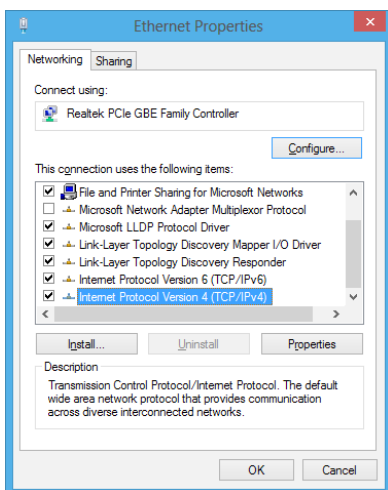 Ethernet Properties
Networking
Sharing
Connect using:
Realtek PCIe GBE Family Controller
Configure...
This connection uses the following items:
File and Printer Sharing for Microsoft Networks
Microsoft Network Adapter Multiplexor Protocol
Microsoft LLDP Protocol Driver
Link-Layer Topology Discovery Mapper I/O Driver
Link-Layer Topology Discovery Responder
Internet Protocol Version 6 (TCP/IPv6)
Internet Protocol Version 4 (TCP/IPv4)
Install...
Uninstall
Properties
Description
Transmission Control Protocol/Internet Protocol. The default
wide area network protocol that provides communication
across diverse interconnected networks.
OK
Cancel